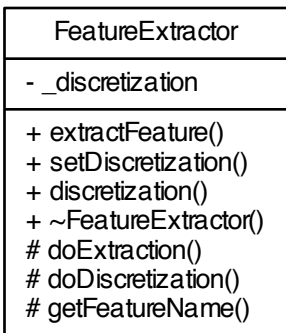 FeatureExtractor
- _discretization
+ extractFeature()
+ setDiscretization()
+ discretization()
+ ~FeatureExtractor()
# doExtraction()
# doDiscretization()
# getFeatureName()